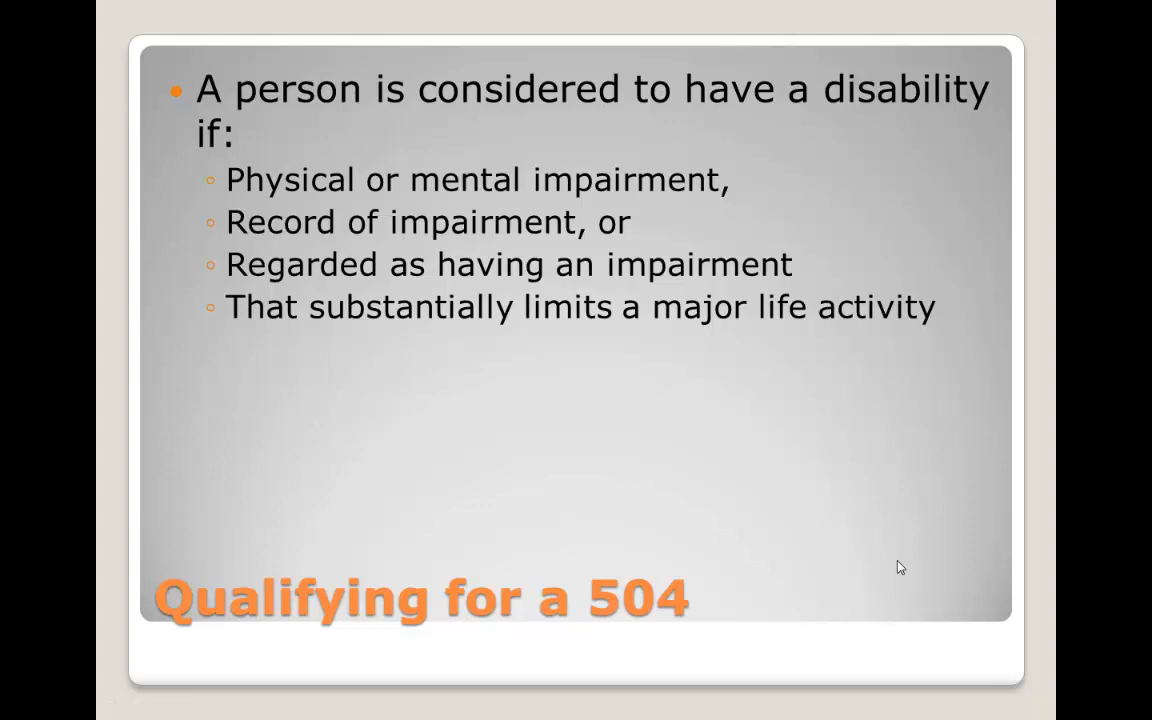 • A person is considered to have a disability
if:
◦ Physical or mental impairment,
◦ Record of impairment, or
◦ Regarded as having an impairment
◦ That substantially limits a major life activity
Qualifying for a 504